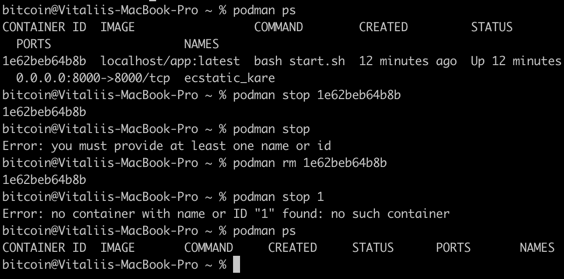 bitcoin@Vitaliis-MacBook-Pro ~ % podman ps
CONTAINER ID  IMAGE                 COMMAND        CREATED         STATUS
  PORTS                   NAMES
1e62beb64b8b  localhost/app:latest  bash start.sh  12 minutes ago  Up 12 minutes
  0.0.0.0:8000->8000/tcp  ecstatic_kare
bitcoin@Vitaliis-MacBook-Pro ~ % podman stop 1e62beb64b8b
1e62beb64b8b
bitcoin@Vitaliis-MacBook-Pro ~ % podman stop
Error: you must provide at least one name or id
bitcoin@Vitaliis-MacBook-Pro ~ % podman rm 1e62beb64b8b
1e62beb64b8b
bitcoin@Vitaliis-MacBook-Pro ~ % podman stop 1
Error: no container with name or ID "1" found: no such container
bitcoin@Vitaliis-MacBook-Pro ~ % podman ps
CONTAINER ID  IMAGE       COMMAND     CREATED     STATUS      PORTS       NAMES
bitcoin@Vitaliis-MacBook-Pro ~ %